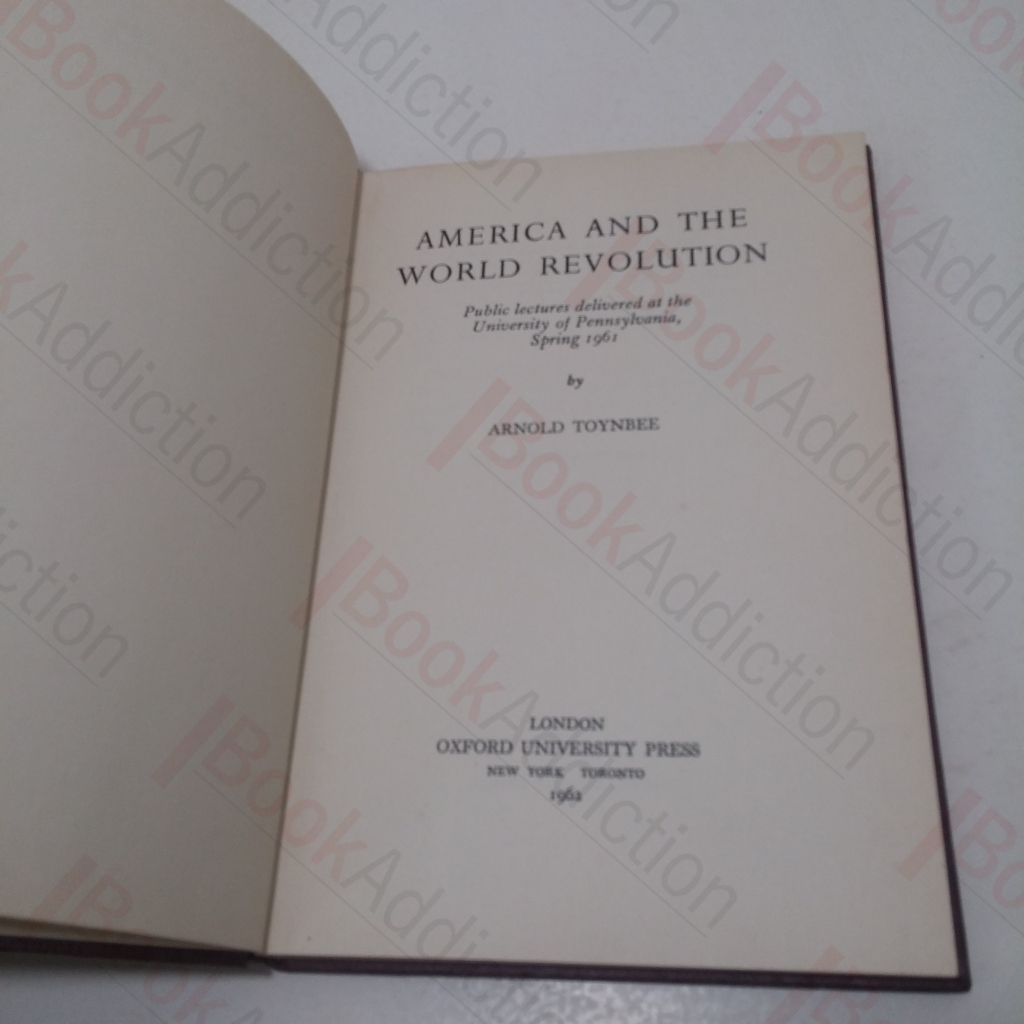 AMERICA AND THE
WORLD REVOLUTION
Public lectures delivered at the
University of Pennsylvania,
Spring 1961
by
ARNOLD TOYNBEE
LONDON
OXFORD UNIVERSITY PRESS
NEW YORK TORONTO
1962
BookAddiction